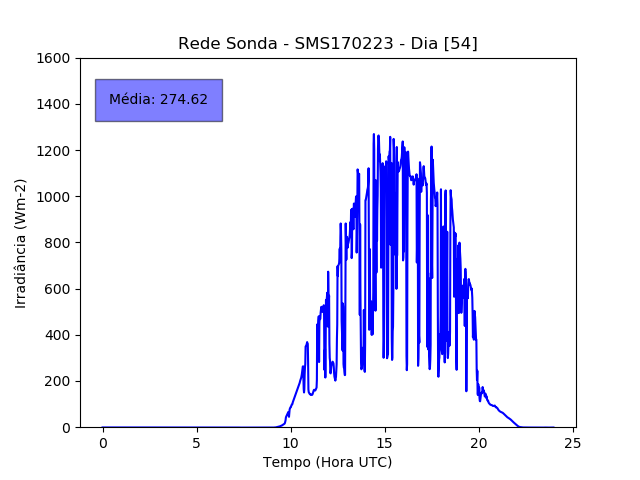 Rede Sonda - SMS170223 - Dia [54]
1600
1400
1200
1000
800
600
400
200
0
Irradiância (Wm-2)
Média: 274.62
0 5 10 15 20 25
Tempo (Hora UTC)